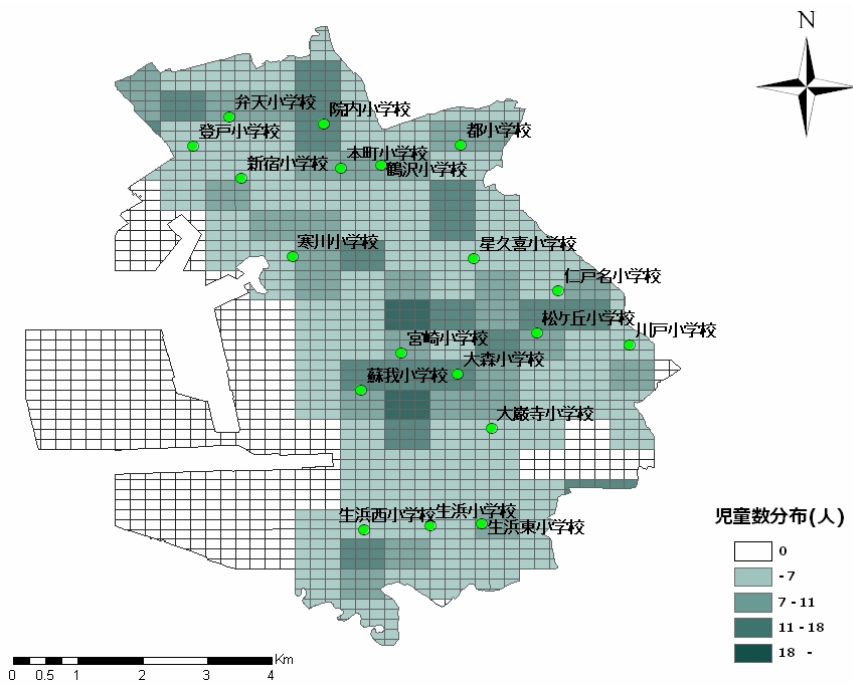 N
弁天小学校
院内小学校
登戸小学校
都小学校
本町小学校
新宿小学校
鶴沢小学校
寒川小学校
星久喜小学校
仁戸名小学校
松ケ丘小学校
川戸小学校
宮崎小学校
大森小学校
蘇我小学校
大巌寺小学校
生浜西小学校
生浜小学校
生浜東小学校
児童数分布(人)
0
- 7
7 - 11
11 - 18
18 -
Km
0 0.5 1 2 3 4